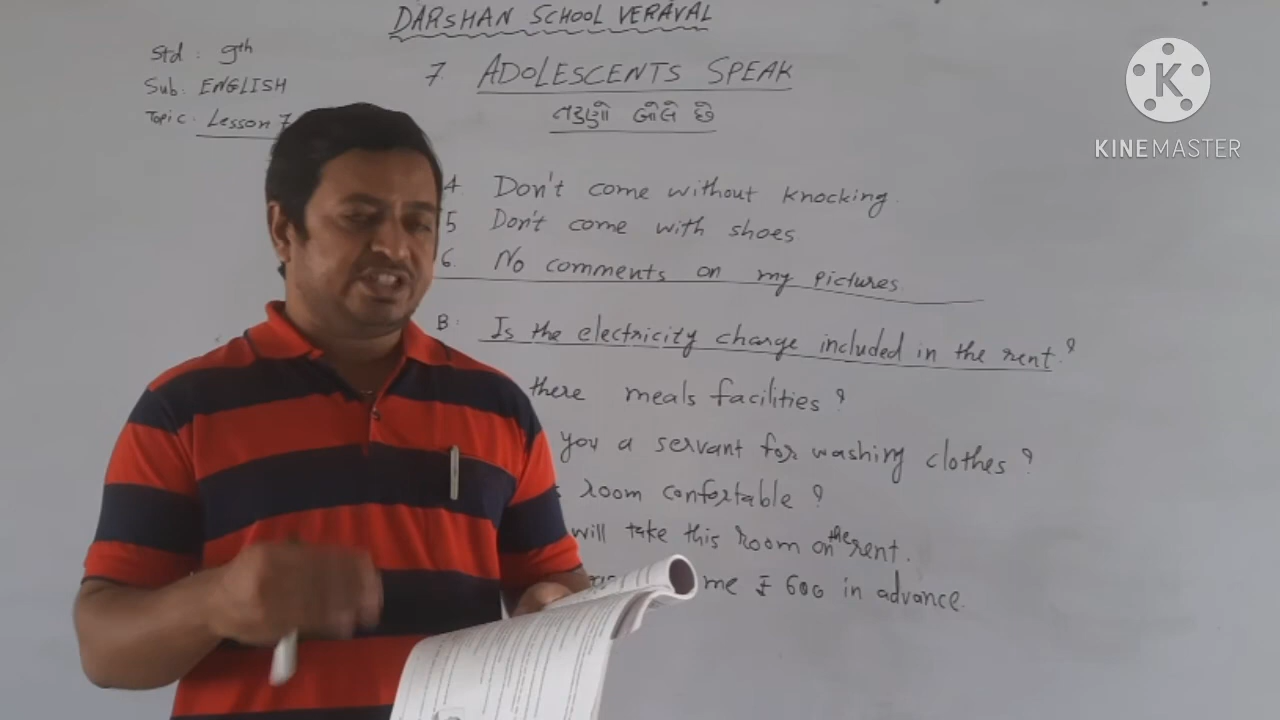 DARSHAN SCHOOL VERAVAL
Std : 9th
Sub: ENGLISH
Topic: Lesson 7
7. ADOLESCENTS SPEAK
તરુણો બોલે છે
4 Don't come without knocking.
5 Don't come with shoes
6. No comments on my pictures.
B. Is the electricity charge included in the rent?
there meals facilities?
you a servant for washing clothes?
room confortable?
will take this room on the rent.
me ₹ 600 in advance.
K
KINEMASTER